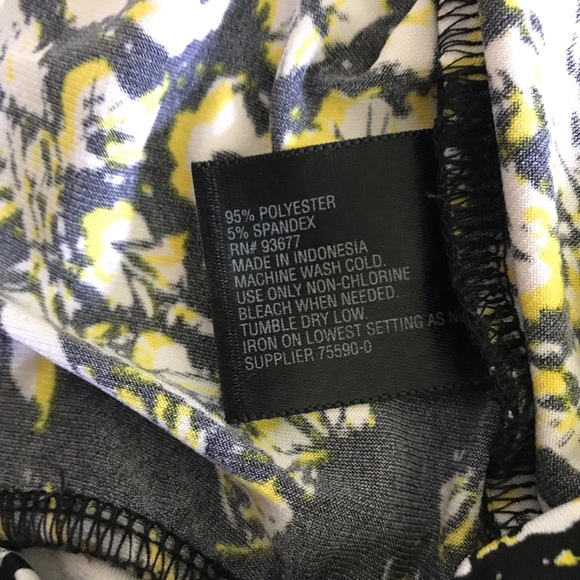 95% POLYESTER
5% SPANDEX
RN# 93677
MADE IN INDONESIA
MACHINE WASH COLD.
USE ONLY NON-CHLORINE
BLEACH WHEN NEEDED.
TUMBLE DRY LOW.
IRON ON LOWEST SETTING AS
SUPPLIER 75590-0